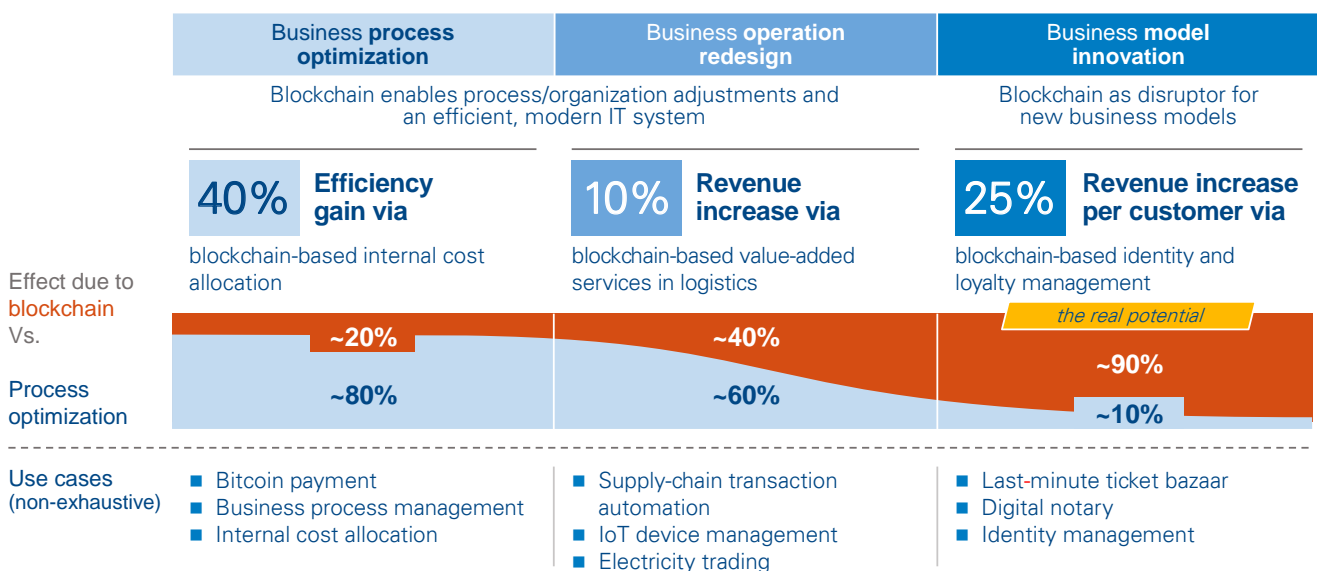 Business process
optimization
Business operation
redesign
Business model
innovation
Blockchain enables process/organization adjustments and
an efficient, modern IT system
Blockchain as disruptor for
new business models
40%
Efficiency
gain via
blockchain-based internal cost
allocation
10%
Revenue
increase via
blockchain-based value-added
services in logistics
25%
Revenue increase
per customer via
blockchain-based identity and
loyalty management
Effect due to
blockchain
Vs.
Process
optimization
the real potential
~20%
~40%
~90%
~80%
~60%
~10%
Use cases
(non-exhaustive)
■ Bitcoin payment
■ Business process management
■ Internal cost allocation
■ Supply-chain transaction
automation
■ IoT device management
■ Electricity trading
■ Last-minute ticket bazaar
■ Digital notary
■ Identity management